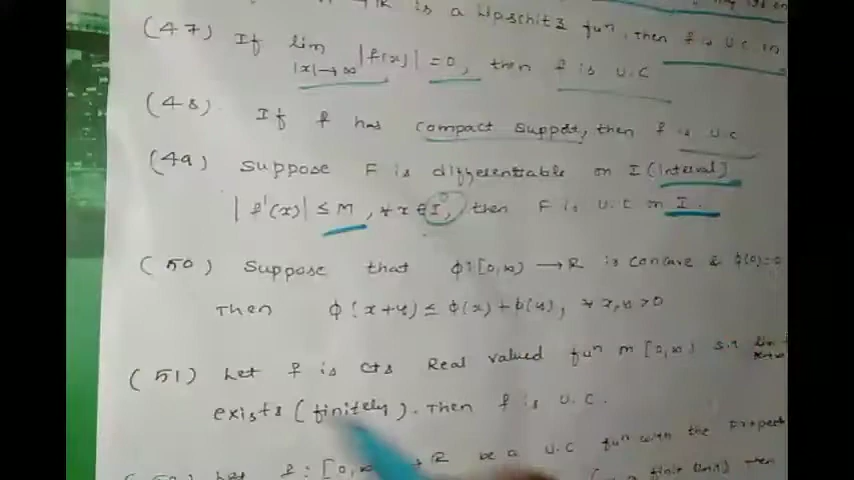 → R is a Lipschitz fun, then f is U.C in
(47) If lim |x|→∞ |f(x)| = 0, then f is U.C
(48) If f has compact support, then f is U.C
(49) Suppose F is differentiable on I (Interval)
|f'(x)| ≤ M, ∀ x ∈ I°, then F is U.C on I.
(50) Suppose that ϕ: [0,∞) → R is concave & ϕ(0)=0
Then ϕ(x+y) ≤ ϕ(x) + ϕ(y), ∀ x,y >0
(51) Let f is cts Real valued fun on [0,∞) s.t lim
exists (finitely). Then f is U.C.
f: [0,∞) → R be a U.C fun with the